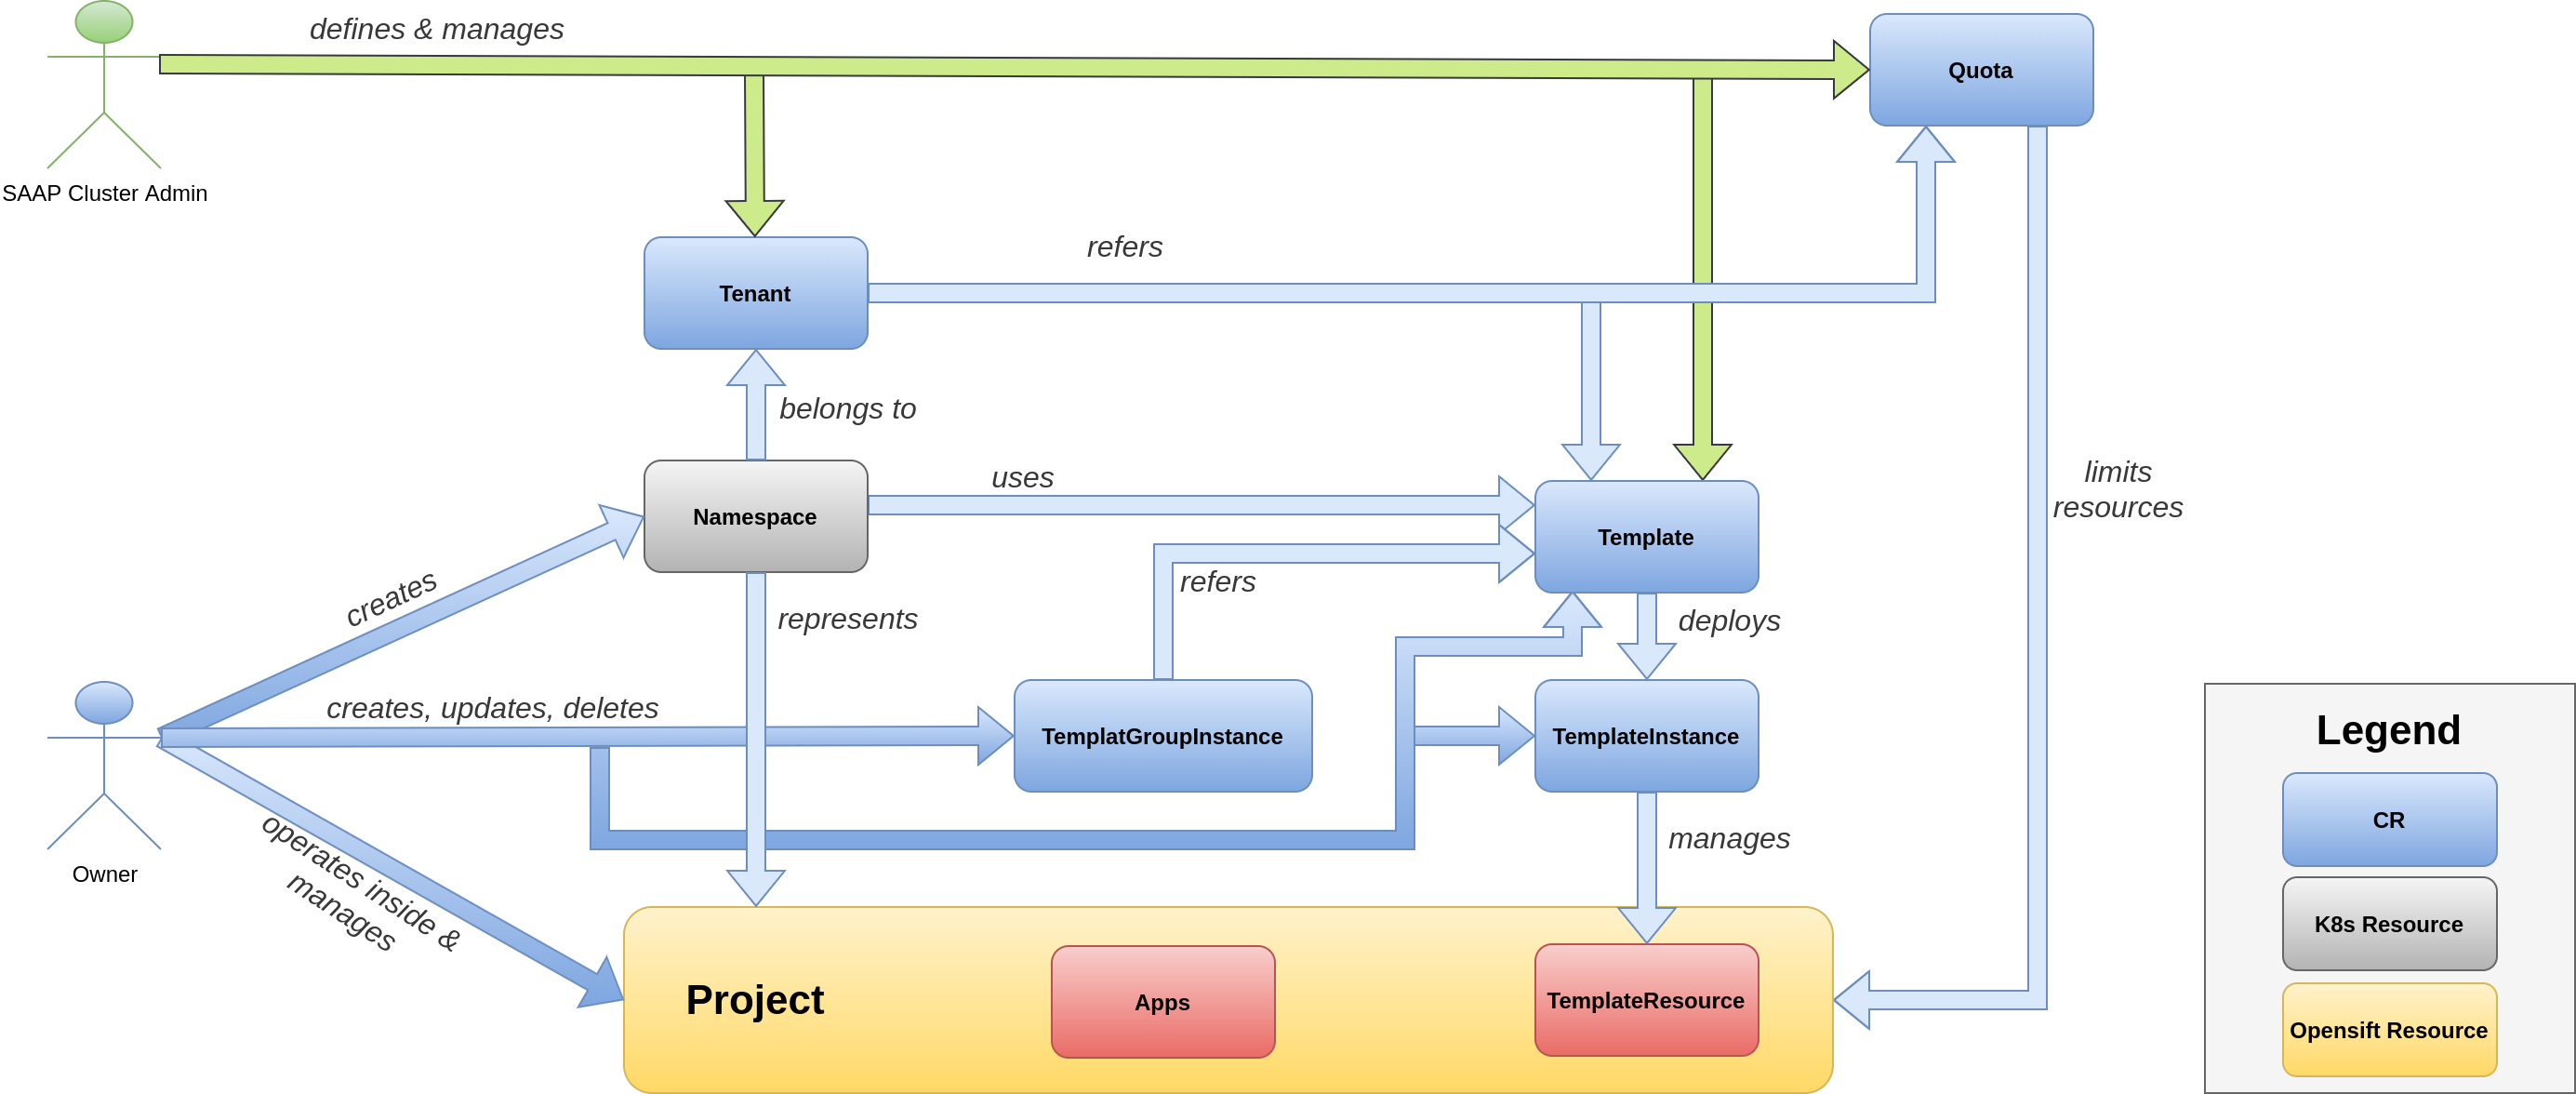 defines & manages
Quota
SAAP Cluster Admin
refers
Tenant
belongs to
uses
limits
resources
Namespace
Template
creates
refers
represents
deploys
creates, updates, deletes
TemplatGroupInstance
TemplateInstance
Legend
CR
operates inside &
manages
manages
Owner
K8s Resource
Project
Apps
TemplateResource
Opensift Resource